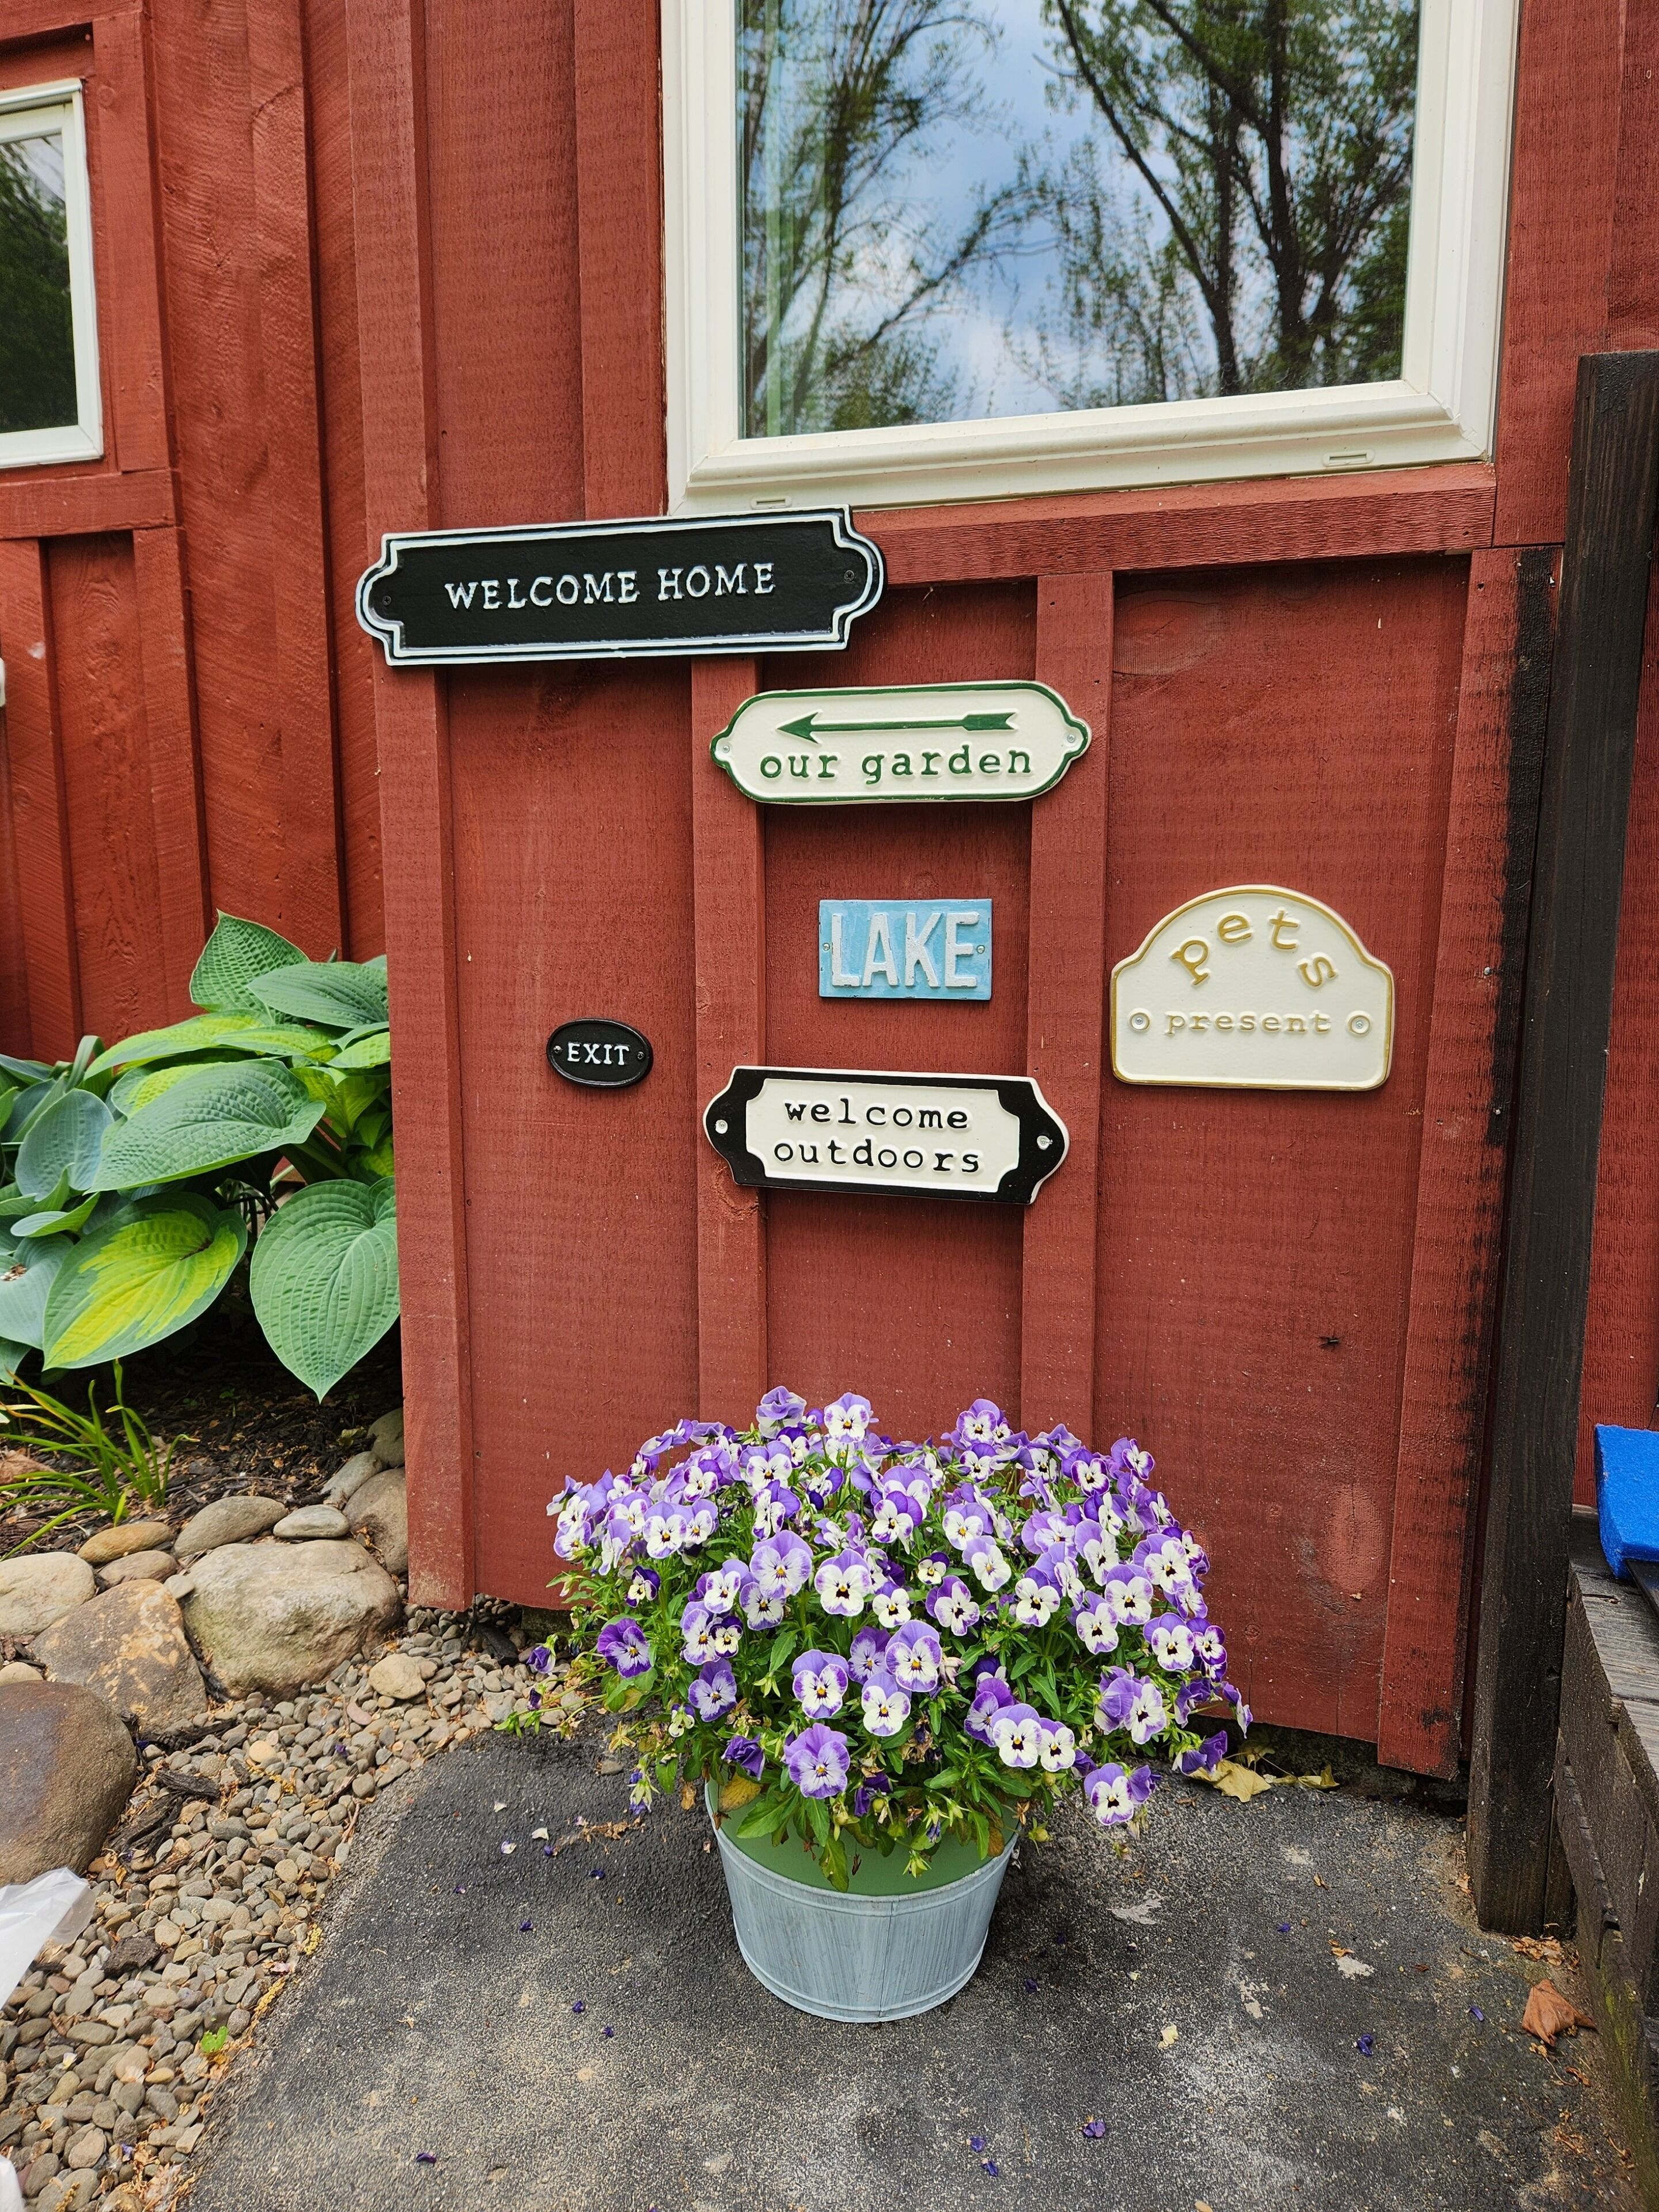 WELCOME HOME
our garden
LAKE
pets
present
EXIT
welcome
outdoors